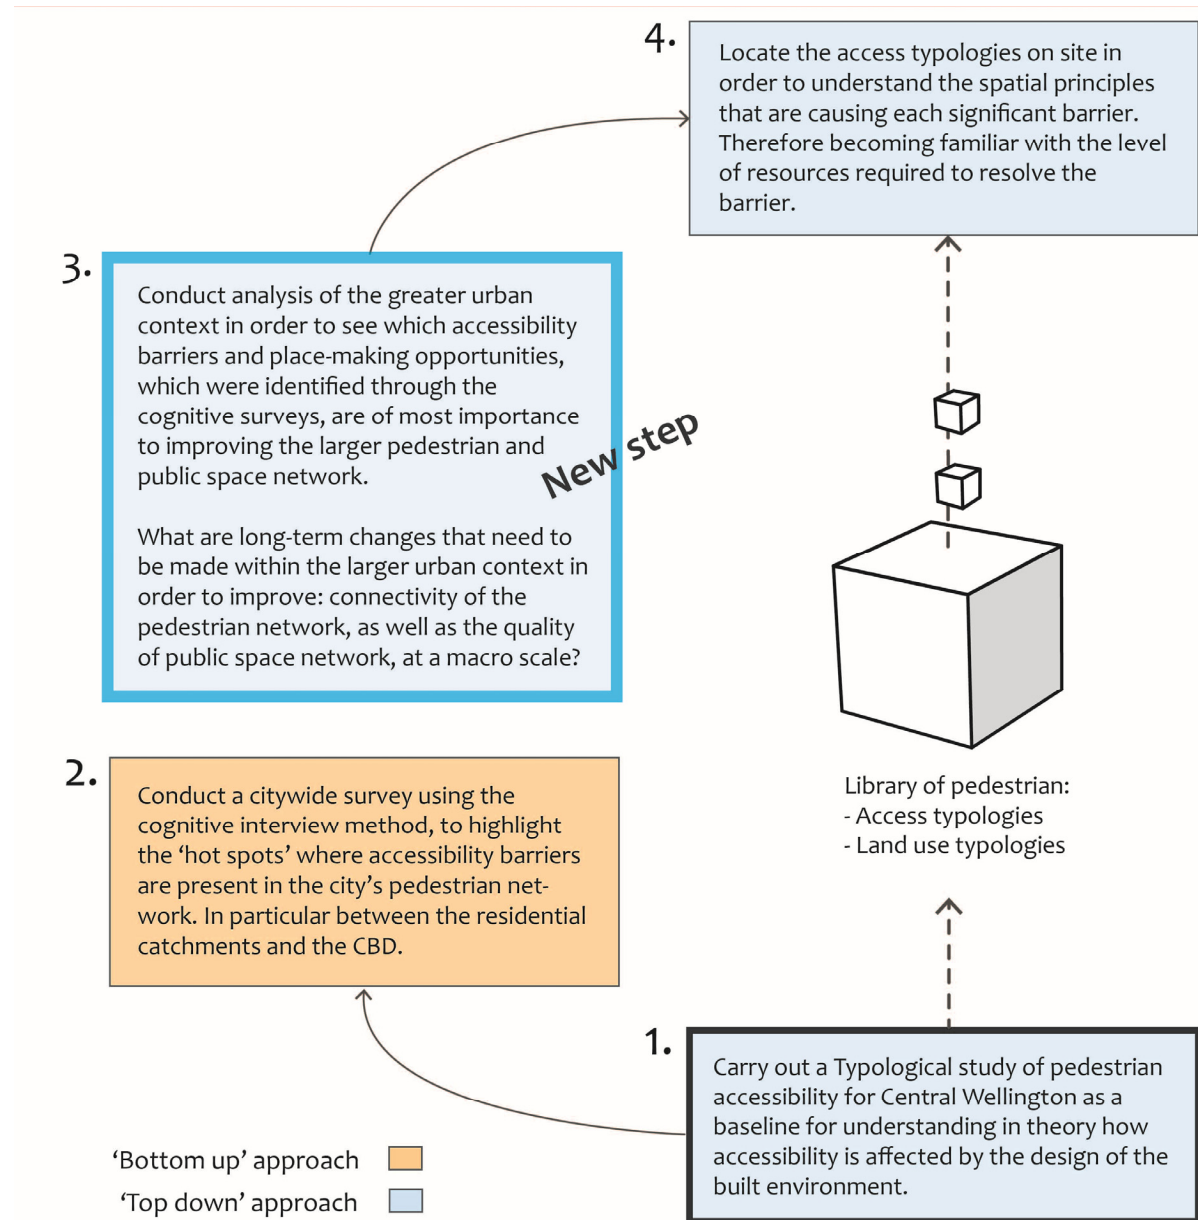 4.
Locate the access typologies on site in
order to understand the spatial principles
that are causing each significant barrier.
Therefore becoming familiar with the level
of resources required to resolve the
barrier.
3.
Conduct analysis of the greater urban
context in order to see which accessibility
barriers and place-making opportunities,
which were identified through the
cognitive surveys, are of most importance
to improving the larger pedestrian and
public space network.
What are long-term changes that need to
be made within the larger urban context in
order to improve: connectivity of the
pedestrian network, as well as the quality
of public space network, at a macro scale?
New step
2.
Conduct a citywide survey using the
cognitive interview method, to highlight
the ‘hot spots’ where accessibility barriers
are present in the city’s pedestrian net-
work. In particular between the residential
catchments and the CBD.
Library of pedestrian:
- Access typologies
- Land use typologies
1.
Carry out a Typological study of pedestrian
accessibility for Central Wellington as a
baseline for understanding in theory how
accessibility is affected by the design of the
built environment.
‘Bottom up’ approach
‘Top down’ approach